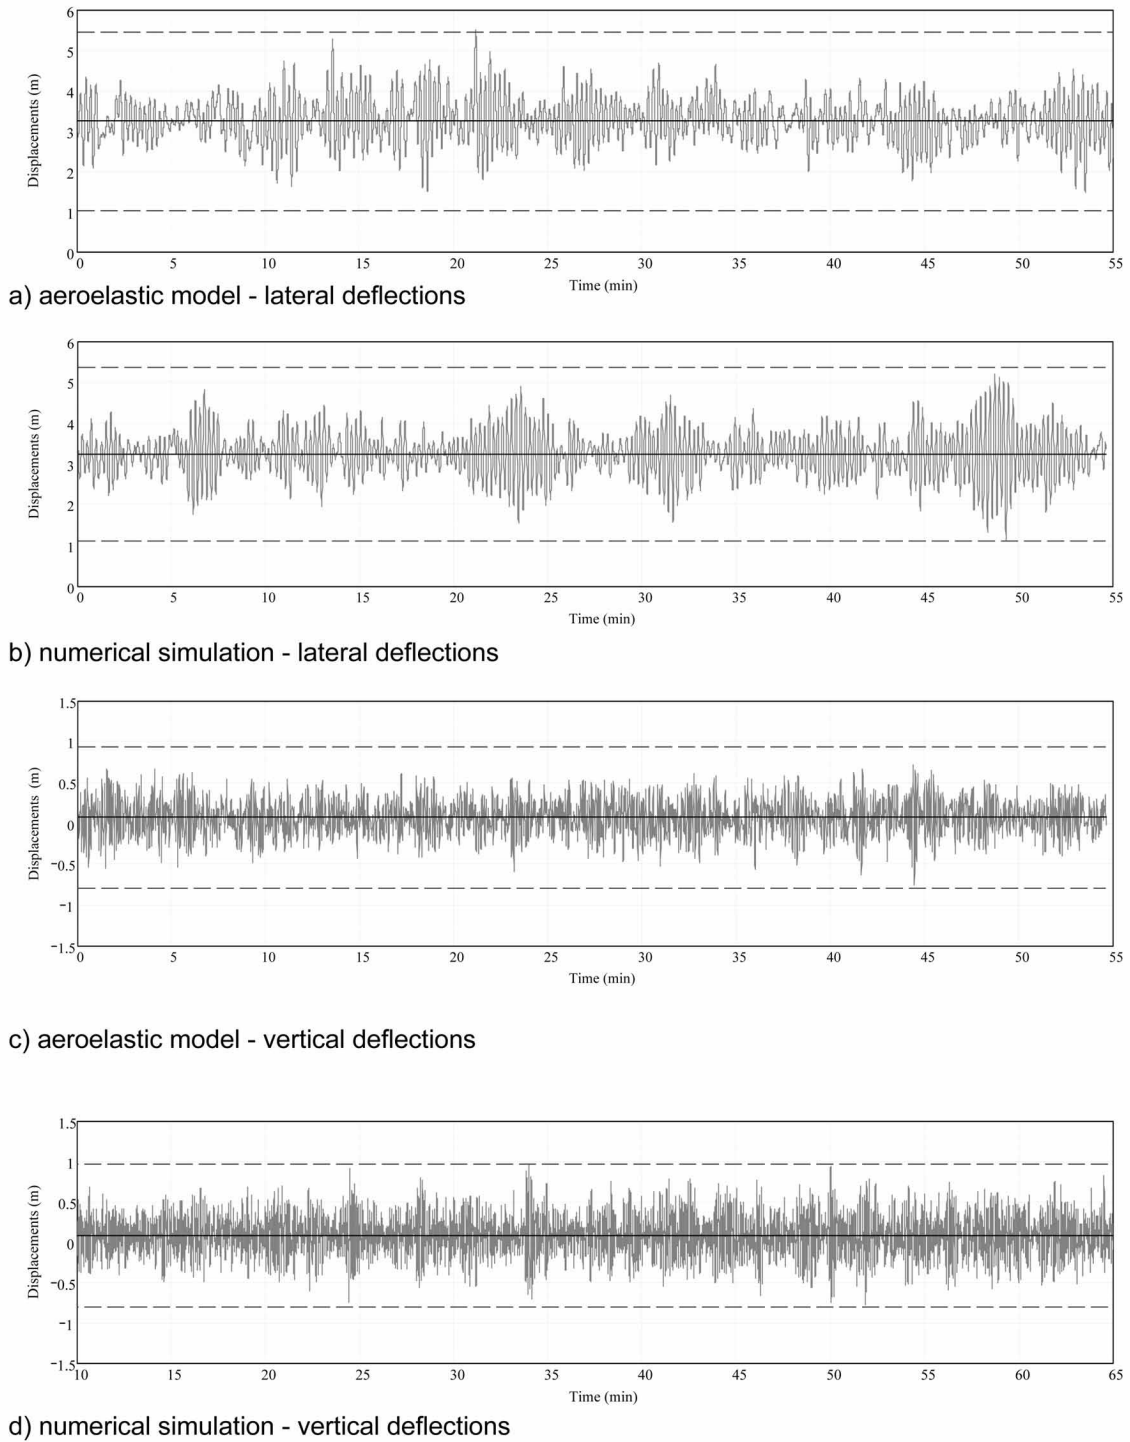 6
5
4
3
2
1
0
Displacements (m)
0 5 10 15 20 25 30 35 40 45 50 55
Time (min)
a) aeroelastic model - lateral deflections
6
5
4
3
2
1
0
Displacements (m)
0 5 10 15 20 25 30 35 40 45 50 55
Time (min)
b) numerical simulation - lateral deflections
1.5
1
0.5
0
−0.5
−1
−1.5
Displacements (m)
0 5 10 15 20 25 30 35 40 45 50 55
Time (min)
c) aeroelastic model - vertical deflections
1.5
1
0.5
0
−0.5
−1
−1.5
Displacements (m)
10 15 20 25 30 35 40 45 50 55 60 65
Time (min)
d) numerical simulation - vertical deflections